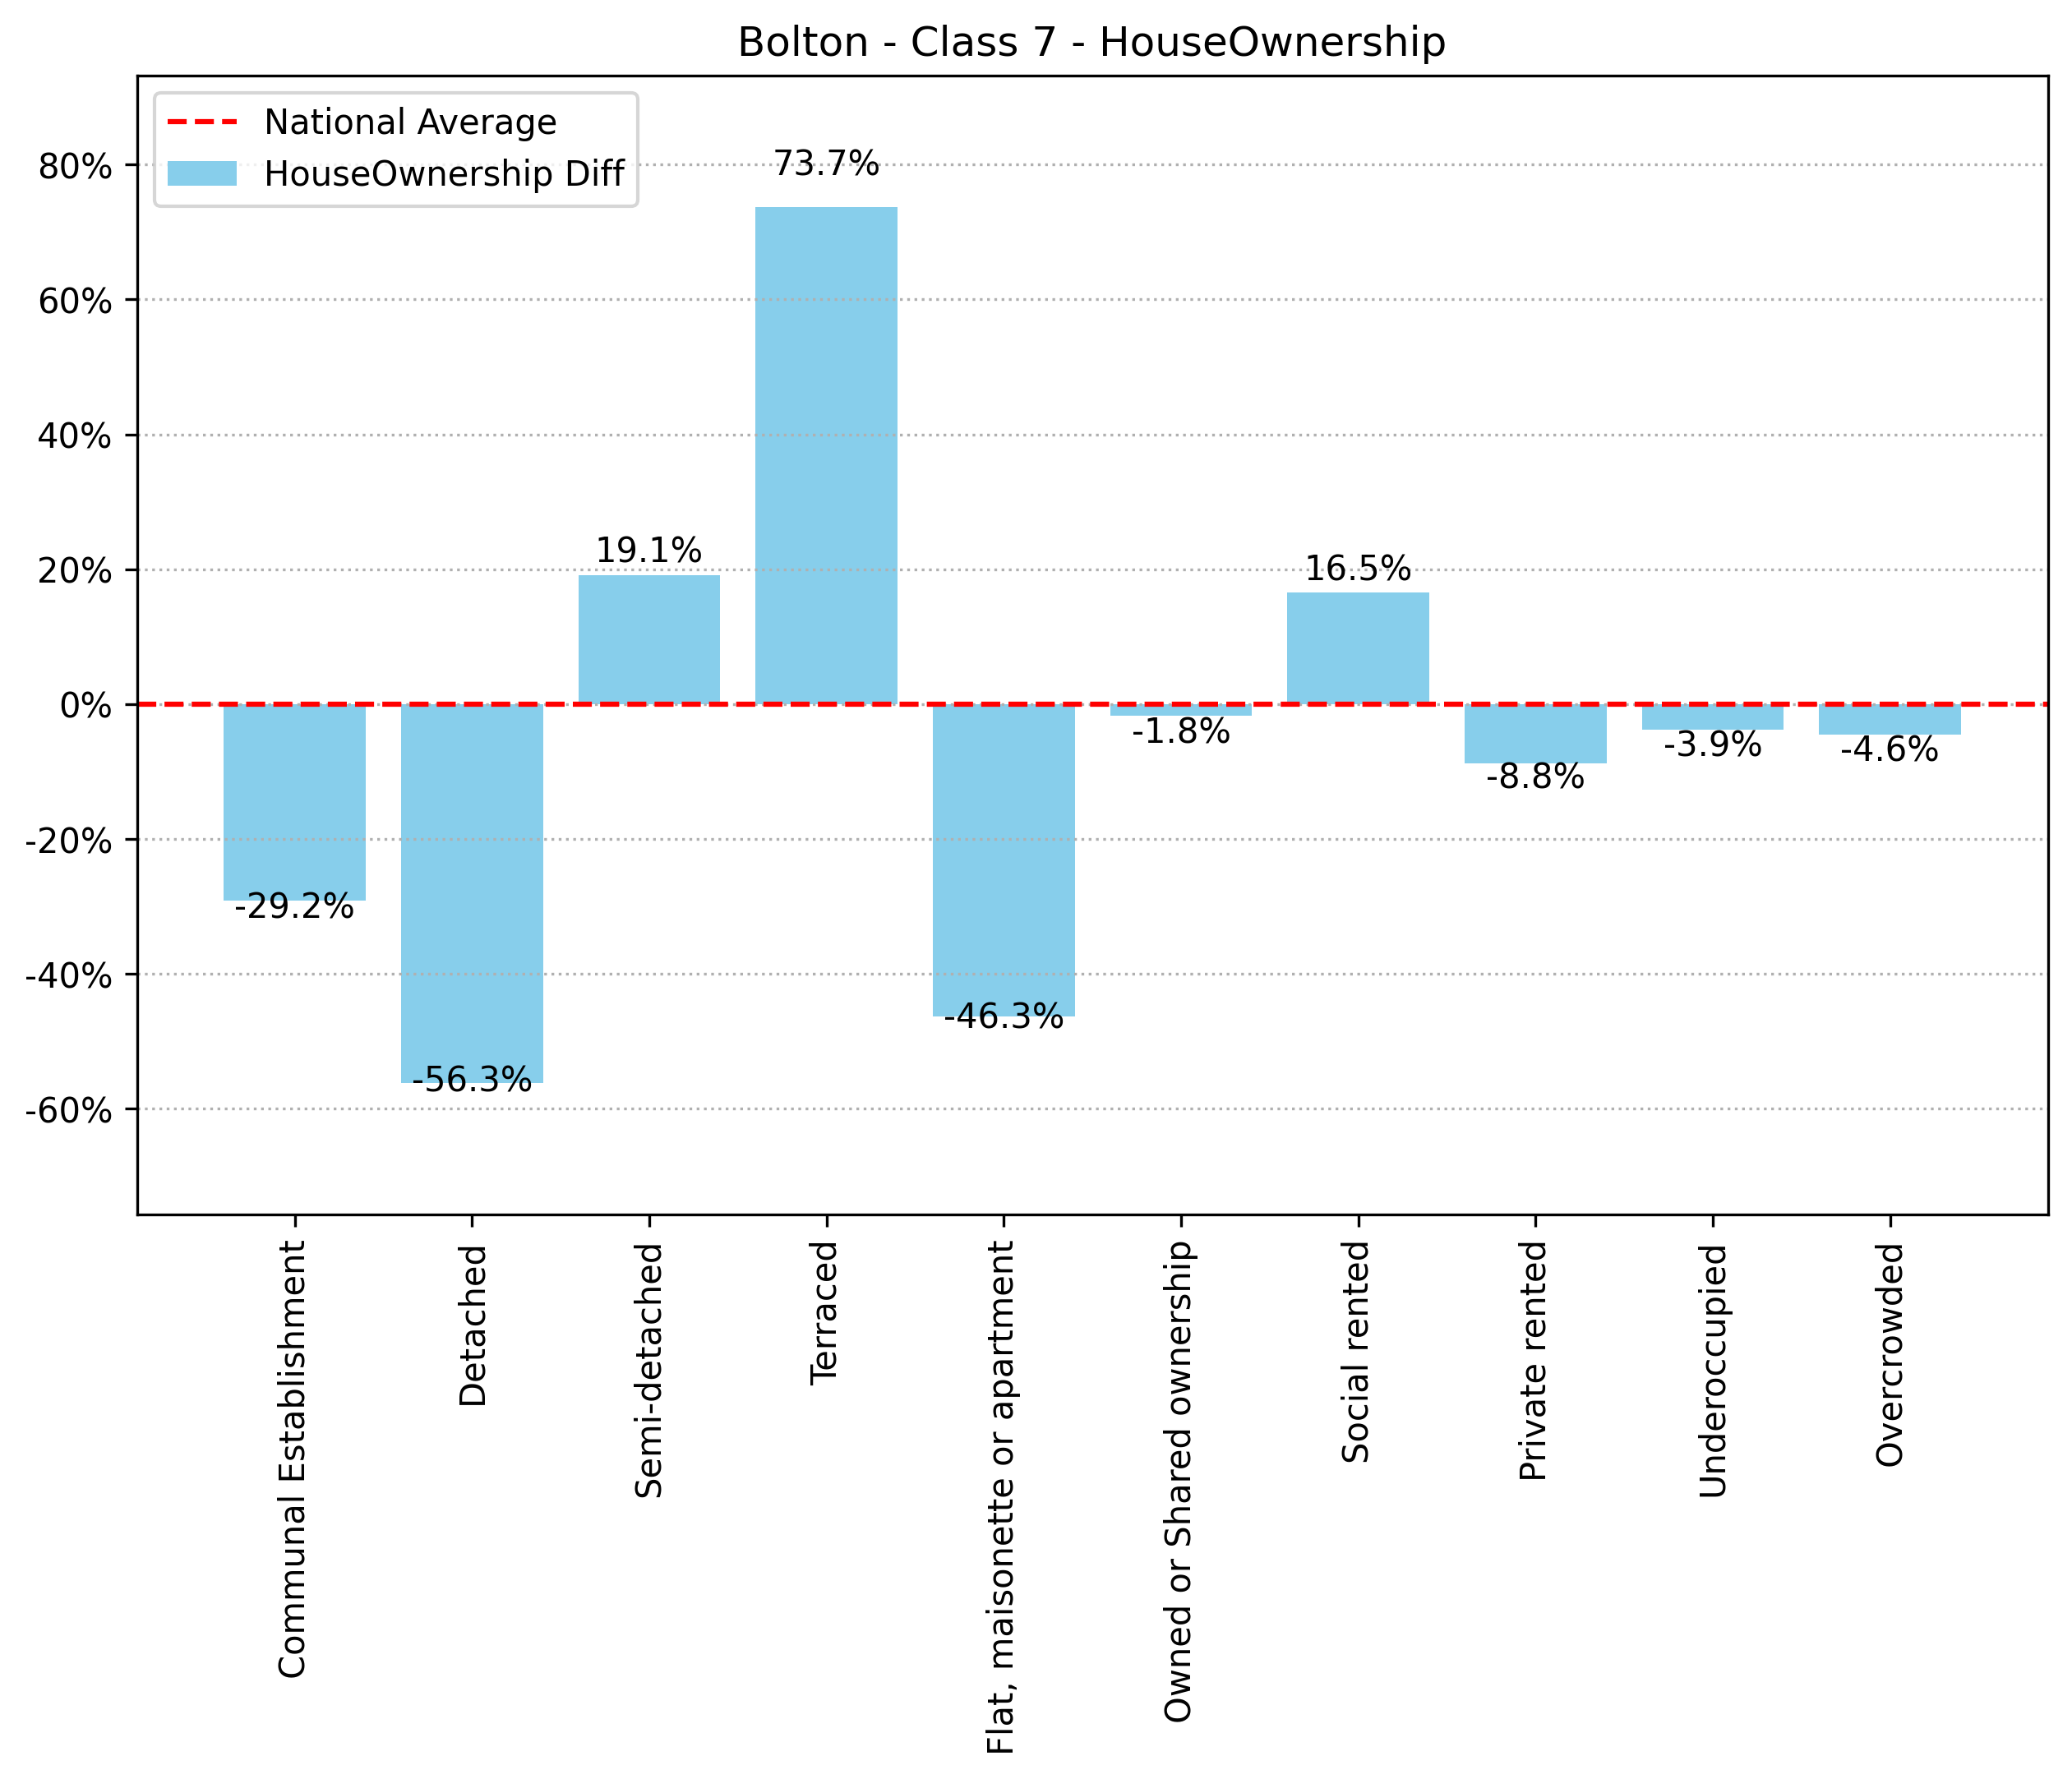 Bolton - Class 7 - HouseOwnership
National Average
HouseOwnership Diff
80%
60%
40%
20%
0%
-20%
-40%
-60%
-29.2%
-56.3%
19.1%
73.7%
-46.3%
-1.8%
16.5%
-8.8%
-3.9%
-4.6%
Communal Establishment
Detached
Semi-detached
Terraced
Flat, maisonette or apartment
Owned or Shared ownership
Social rented
Private rented
Underoccupied
Overcrowded